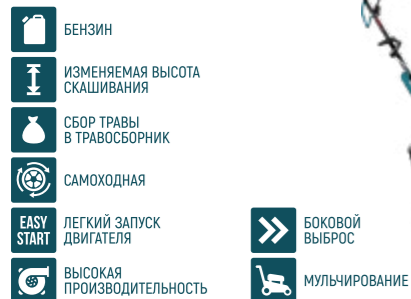 БЕНЗИН
ИЗМЕНЯЕМАЯ ВЫСОТА
СКАШИВАНИЯ
СБОР ТРАВЫ
В ТРАВОСБОРНИК
САМОХОДНАЯ
EASY
START
ЛЕГКИЙ ЗАПУСК
ДВИГАТЕЛЯ
БОКОВОЙ
ВЫБРОС
ВЫСОКАЯ
ПРОИЗВОДИТЕЛЬНОСТЬ
МУЛЬЧИРОВАНИЕ